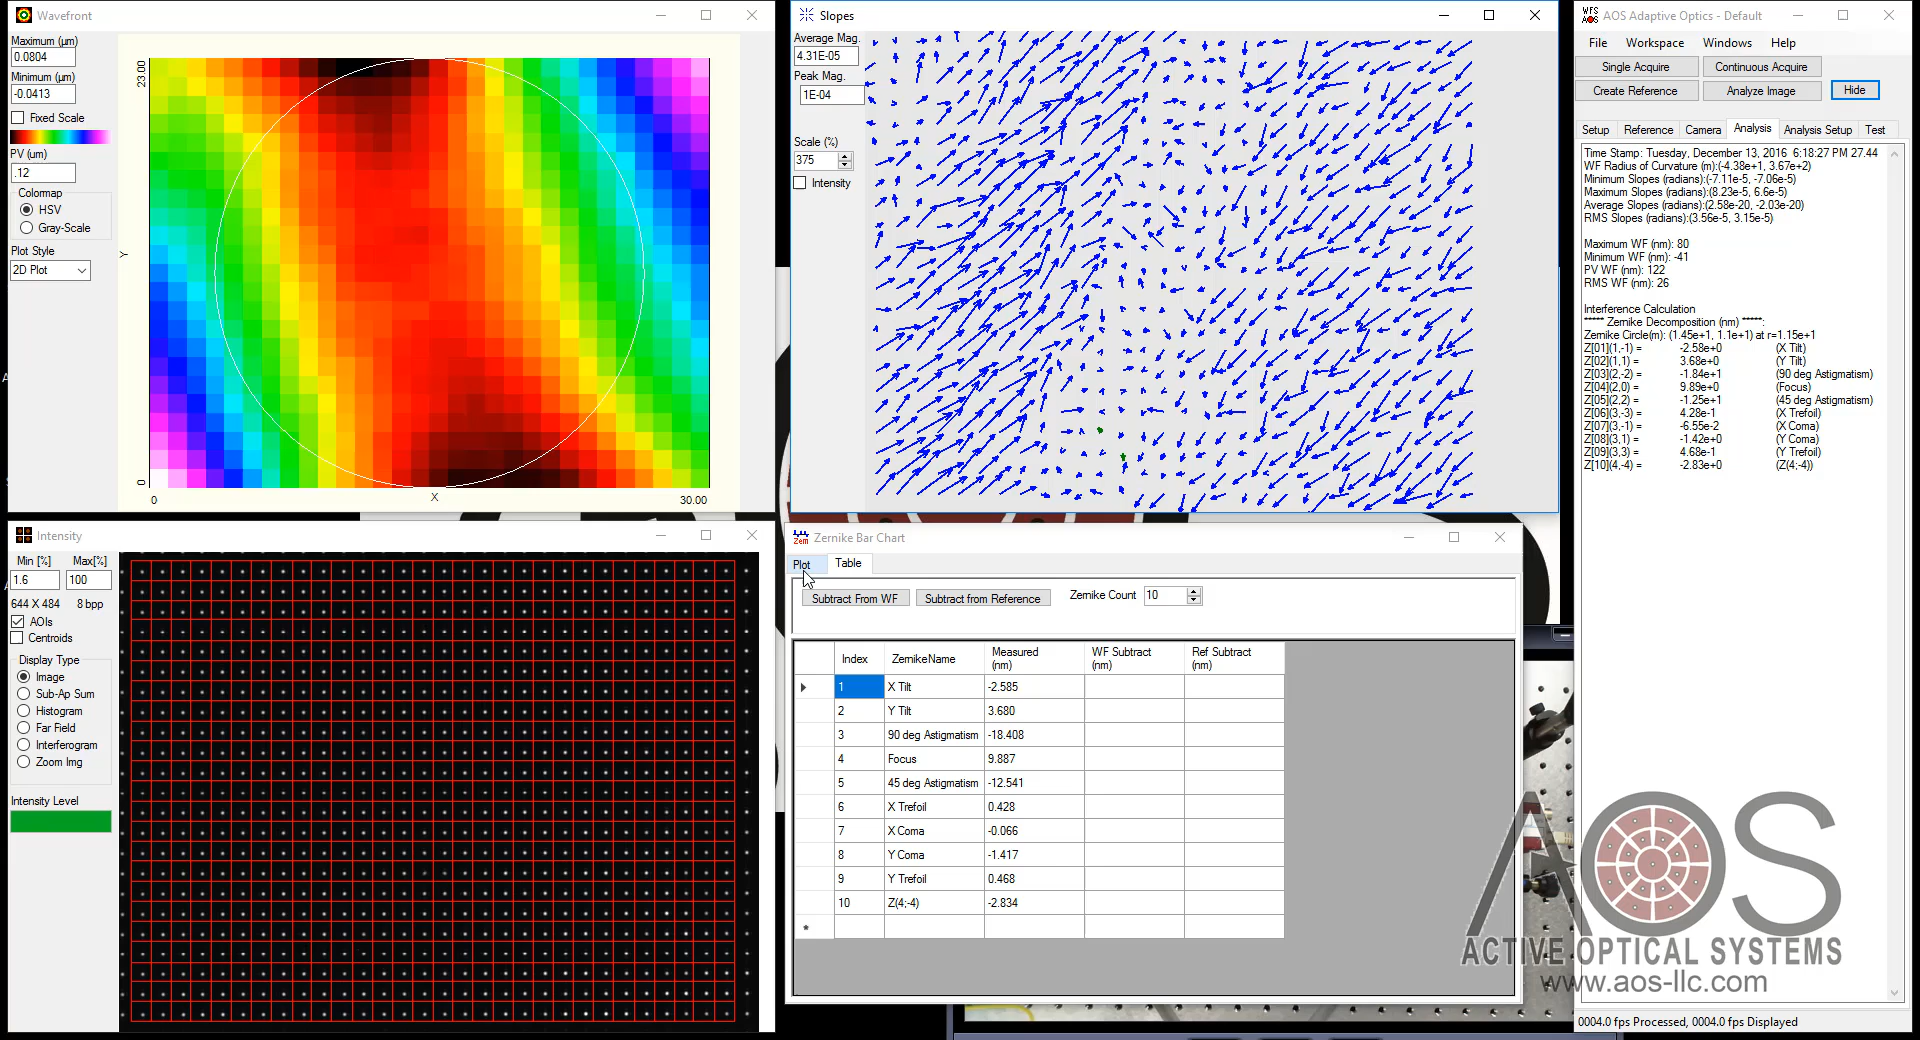 Wavefront
Maximum (µm)
0.0804
Minimum (µm)
-0.0413
Fixed Scale
PV (um)
.12
Colormap
HSV
Gray-Scale
Plot Style
2D Plot
23.00
Y
0
0
X
30.00
Slopes
Average Mag.
4.31E-05
Peak Mag.
1E-04
Scale (%)
375
Intensity
WFS
AOS
AOS Adaptive Optics - Default
File Workspace Windows Help
Single Acquire Continuous Acquire
Create Reference Analyze Image Hide
Setup Reference Camera Analysis Analysis Setup Test
Time Stamp: Tuesday, December 13, 2016 6:18:27 PM 27.44
WF Radius of Curvature (m):(-4.38e+1, 3.67e+2)
Minimum Slopes (radians):(-7.11e-5, -7.06e-5)
Maximum Slopes (radians):(8.23e-5, 6.6e-5)
Average Slopes (radians):(2.58e-20, -2.03e-20)
RMS Slopes (radians):(3.56e-5, 3.15e-5)
Maximum WF (nm): 80
Minimum WF (nm): -41
PV WF (nm): 122
RMS WF (nm): 26
Interference Calculation
***** Zernike Decomposition (nm) *****:
Zernike Circle(m): (1.45e+1, 1.1e+1) at r=1.15e+1
Z[01](1,-1) = -2.58e+0 (X Tilt)
Z[02](1,1) = 3.68e+0 (Y Tilt)
Z[03](2,-2) = -1.84e+1 (90 deg Astigmatism)
Z[04](2,0) = 9.89e+0 (Focus)
Z[05](2,2) = -1.25e+1 (45 deg Astigmatism)
Z[06](3,-3) = 4.28e-1 (X Trefoil)
Z[07](3,-1) = -6.55e-2 (X Coma)
Z[08](3,1) = -1.42e+0 (Y Coma)
Z[09](3,3) = 4.68e-1 (Y Trefoil)
Z[10](4,-4) = -2.83e+0 (Z(4;-4))
Intensity
Min [%] Max[%]
1.6 100
644 X 484 8 bpp
AOIs
Centroids
Display Type
Image
Sub-Ap Sum
Histogram
Far Field
Interferogram
Zoom Img
Intensity Level
Zern
Zernike Bar Chart
Plot Table
Subtract From WF Subtract from Reference Zernike Count 10
Index ZernikeName Measured (nm) WF Subtract (nm) Ref Subtract (nm)
1 X Tilt -2.585
2 Y Tilt 3.680
3 90 deg Astigmatism -18.408
4 Focus 9.887
5 45 deg Astigmatism -12.541
6 X Trefoil 0.428
7 X Coma -0.066
8 Y Coma -1.417
9 Y Trefoil 0.468
10 Z(4;-4) -2.834
*
AOS
ACTIVE OPTICAL SYSTEMS
www.aos-llc.com
0004.0 fps Processed, 0004.0 fps Displayed